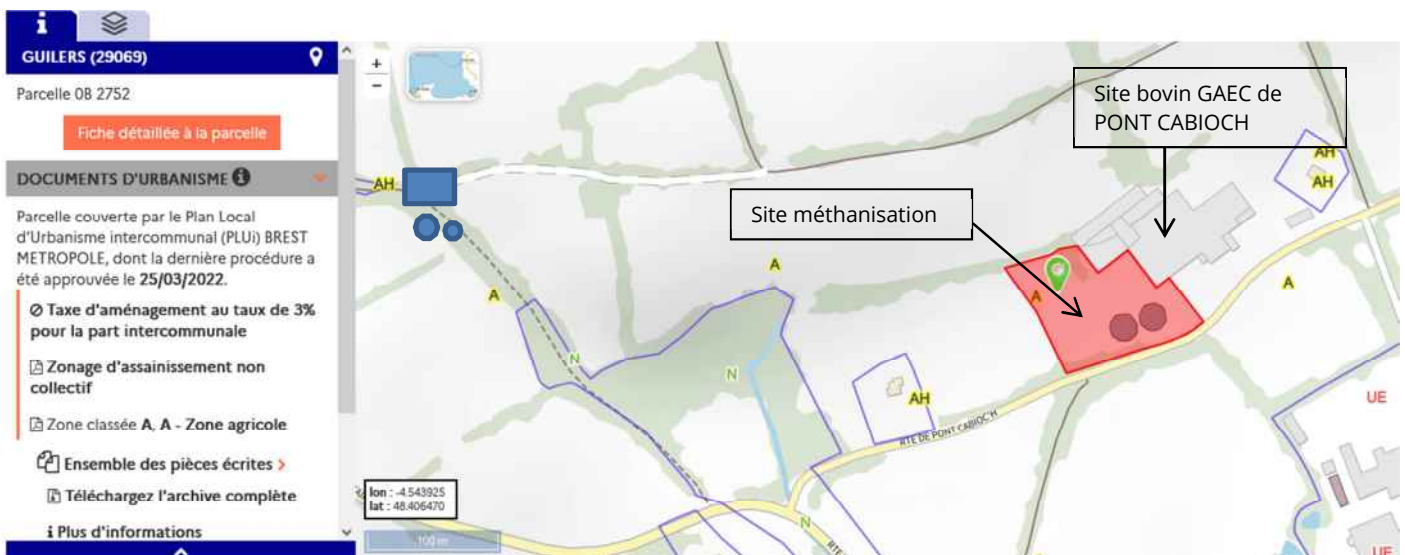 i
GUILERS (29069)
Parcelle 0B 2752
Fiche détaillée à la parcelle
DOCUMENTS D'URBANISME i
Parcelle couverte par le Plan Local
d'Urbanisme intercommunal (PLUi) BREST
METROPOLE, dont la dernière procédure a
été approuvée le 25/03/2022.
Taxe d'aménagement au taux de 3%
pour la part intercommunale
Zonage d'assainissement non
collectif
Zone classée A, A - Zone agricole
Ensemble des pièces écrites >
Téléchargez l'archive complète
i Plus d'informations
+
-
Site bovin GAEC de
PONT CABIOCH
AH
AH
AH
Site méthanisation
A
A
A
A
N
N
AH
UE
RTE DE PONT CABIOCH
lon : -4.543925
lat : 48.406470
100 m
N
UE